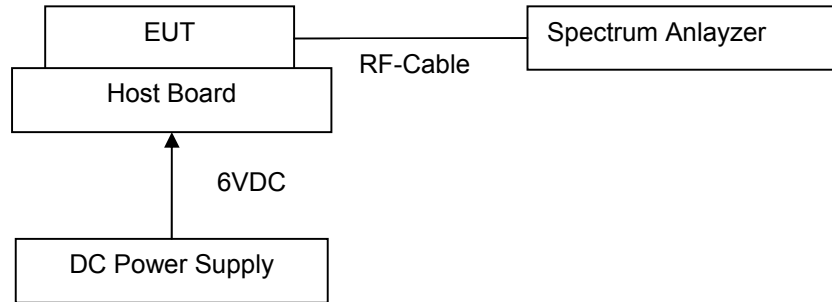 EUT
Spectrum Anlayzer
RF-Cable
Host Board
6VDC
DC Power Supply